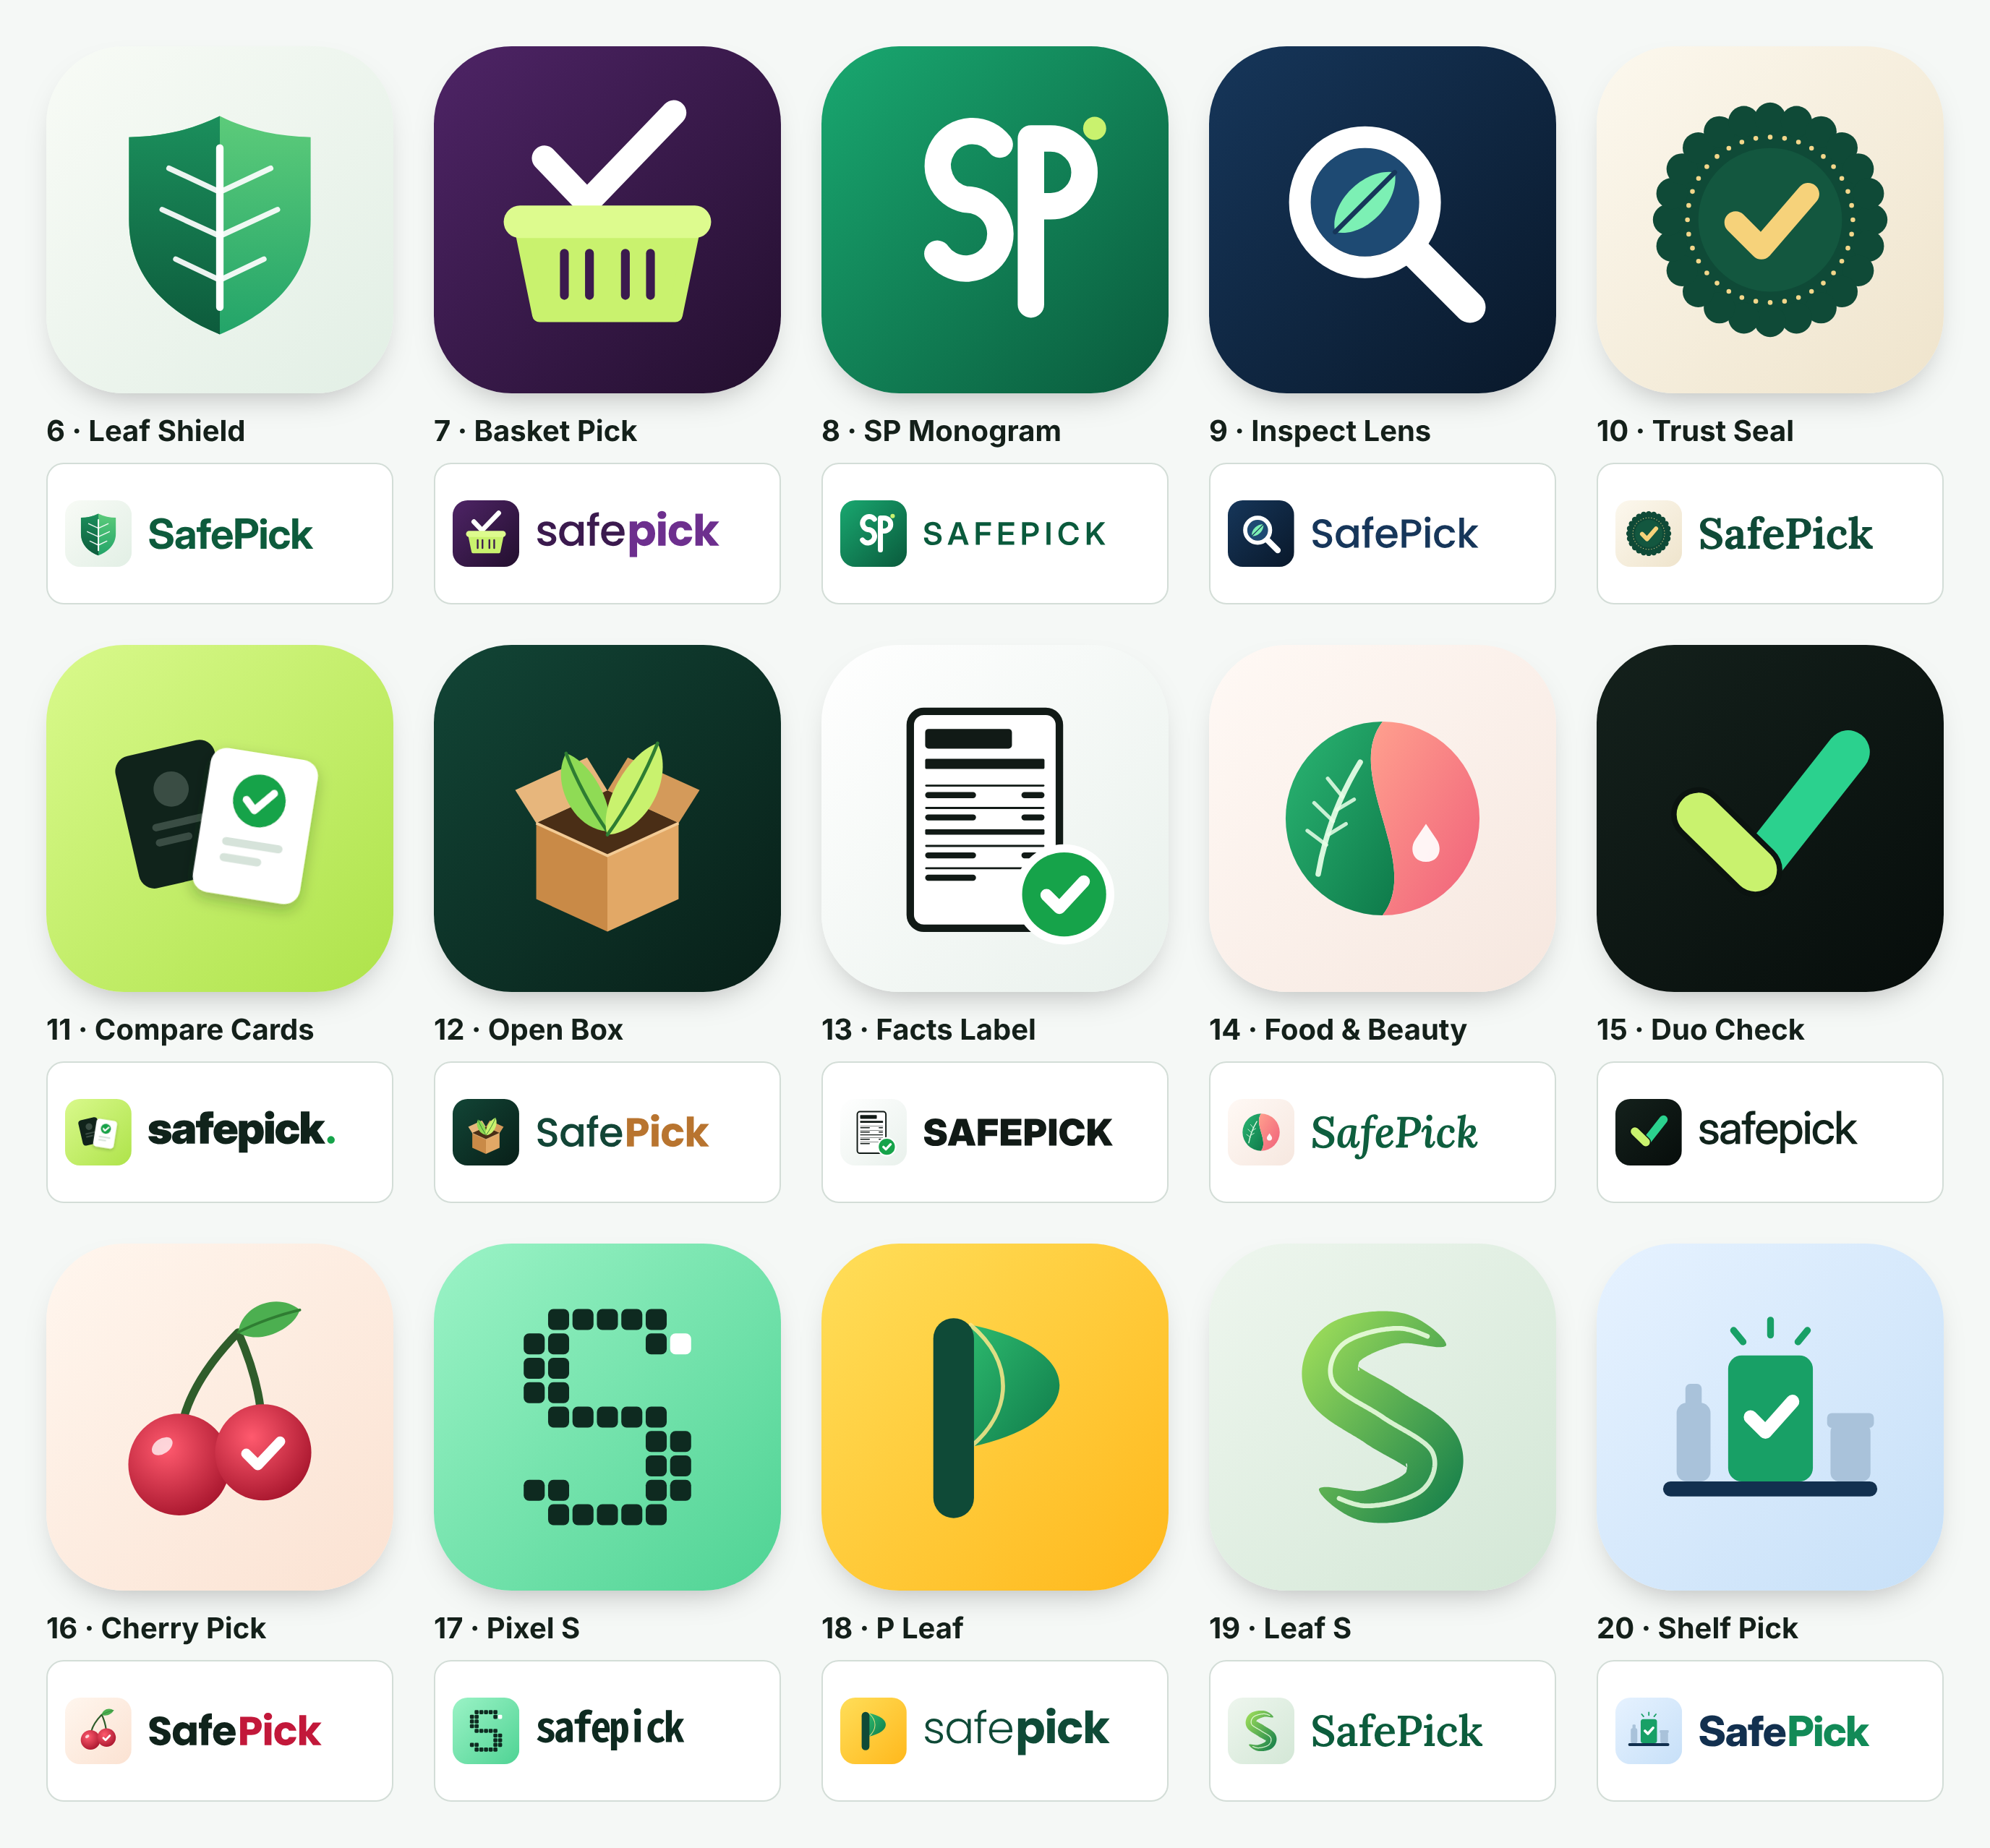 SP
6 · Leaf Shield
7 · Basket Pick
8 · SP Monogram
9 · Inspect Lens
10 · Trust Seal
SafePick
safepick
SP
SAFEPICK
SafePick
SafePick
11 · Compare Cards
12 · Open Box
13 · Facts Label
14 · Food & Beauty
15 · Duo Check
safepick.
SafePick
SAFEPICK
SafePick
safepick
S
P
S
16 · Cherry Pick
17 · Pixel S
18 · P Leaf
19 · Leaf S
20 · Shelf Pick
SafePick
S
safepick
P
safepick
S
SafePick
SafePick